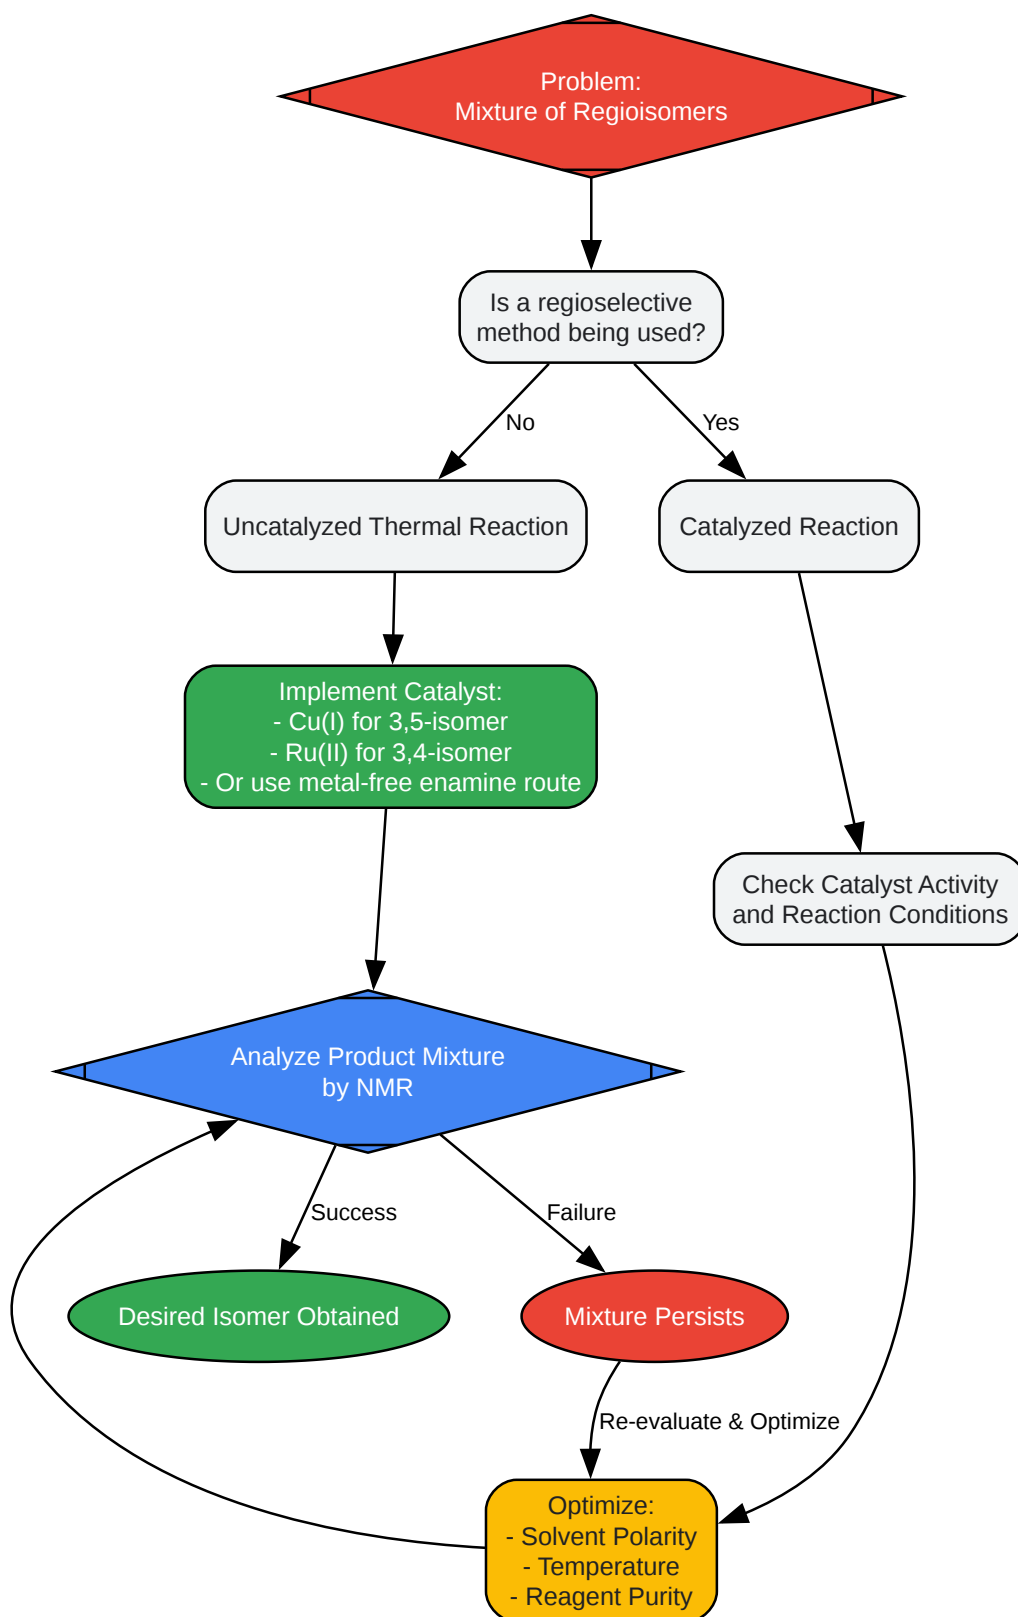 Problem:
Mixture of Regioisomers
Is a regioselective
method being used?
No
Yes
Uncatalyzed Thermal Reaction
Catalyzed Reaction
Implement Catalyst:
- Cu(I) for 3,5-isomer
- Ru(II) for 3,4-isomer
- Or use metal-free enamine route
Check Catalyst Activity
and Reaction Conditions
Analyze Product Mixture
by NMR
Success
Failure
Desired Isomer Obtained
Mixture Persists
Re-evaluate & Optimize
Optimize:
- Solvent Polarity
- Temperature
- Reagent Purity